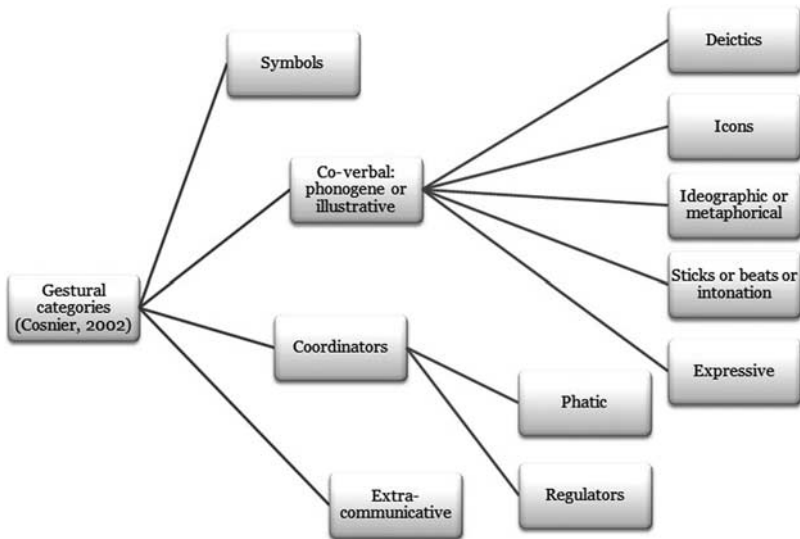 Gestural
categories
(Cosnier, 2002)
Symbols
Co-verbal:
phonogene or
illustrative
Deictics
Icons
Ideographic or
metaphorical
Sticks or beats or
intonation
Expressive
Coordinators
Phatic
Regulators
Extra-
communicative